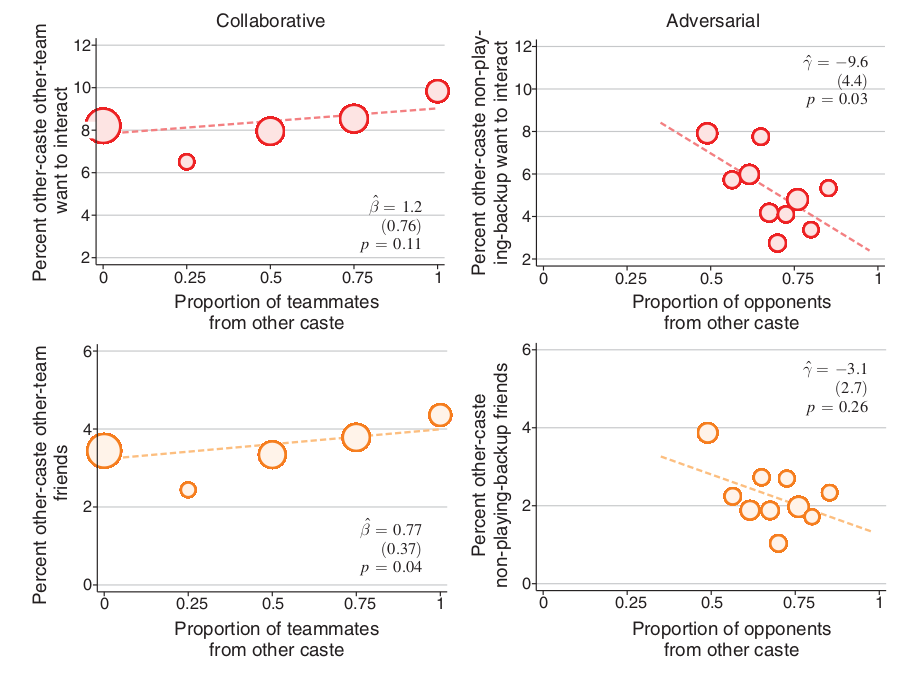 Collaborative
Percent other-caste other-team
want to interact
12
10
8
6
4
2
β̂ = 1.2
(0.76)
p = 0.11
0
0.25
0.5
0.75
1
Proportion of teammates
from other caste
Adversarial
Percent other-caste non-play-
ing-backup want to interact
12
10
8
6
4
2
γ̂ = −9.6
(4.4)
p = 0.03
0
0.25
0.5
0.75
1
Proportion of opponents
from other caste
Percent other-caste other-team
friends
6
4
2
0
β̂ = 0.77
(0.37)
p = 0.04
0
0.25
0.5
0.75
1
Proportion of teammates
from other caste
Percent other-caste
non-playing-backup friends
6
4
2
0
γ̂ = −3.1
(2.7)
p = 0.26
0
0.25
0.5
0.75
1
Proportion of opponents
from other caste